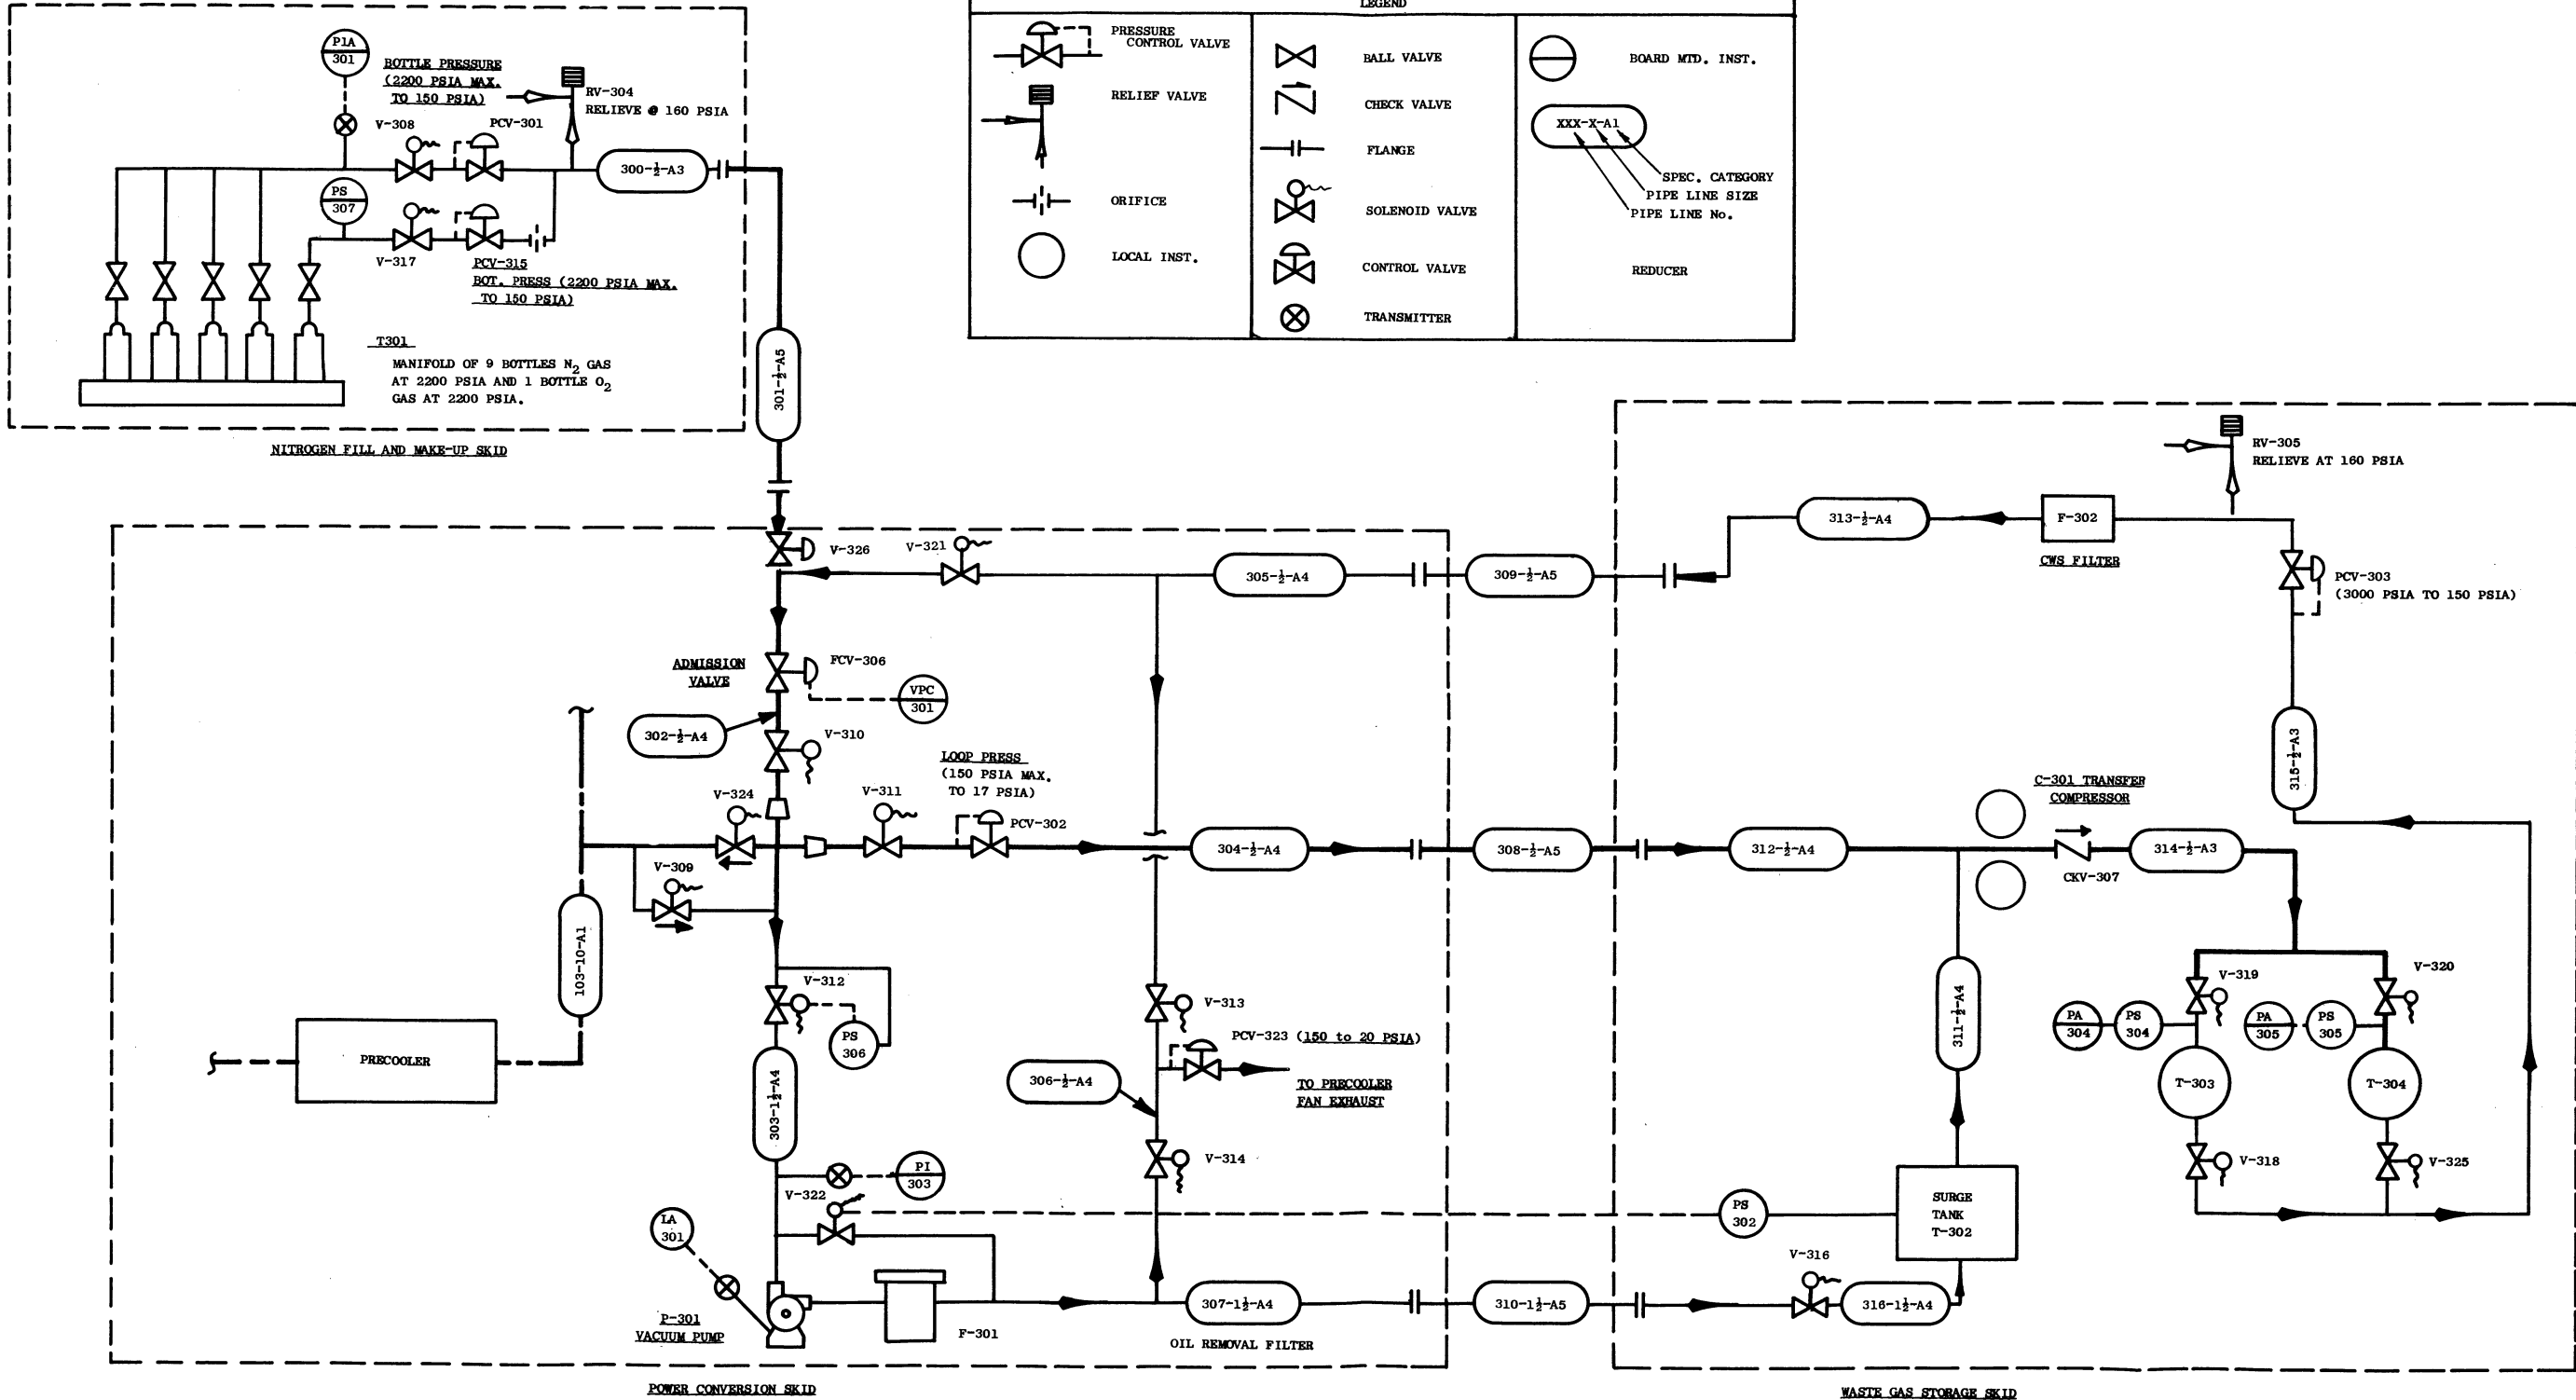 P1A
301
BOTTLE PRESSURE
(2200 PSIA MAX.
TO 150 PSIA)
RV-304
RELIEVE @ 160 PSIA
V-308
PCV-301
300-½-A3
PS
307
V-317
PCV-315
BOT. PRESS (2200 PSIA MAX.
TO 150 PSIA)
T301
MANIFOLD OF 9 BOTTLES N2 GAS
AT 2200 PSIA AND 1 BOTTLE O2
GAS AT 2200 PSIA.
NITROGEN FILL AND MAKE-UP SKID
301-½-A5
LEGEND
PRESSURE
CONTROL VALVE
RELIEF VALVE
ORIFICE
LOCAL INST.
BALL VALVE
CHECK VALVE
FLANGE
SOLENOID VALVE
CONTROL VALVE
TRANSMITTER
BOARD MTD. INST.
XXX-X-A1
SPEC. CATEGORY
PIPE LINE SIZE
PIPE LINE No.
REDUCER
V-326
V-321
305-½-A4
309-½-A5
313-½-A4
F-302
CWS FILTER
RV-305
RELIEVE AT 160 PSIA
PCV-303
(3000 PSIA TO 150 PSIA)
ADMISSION
VALVE
FCV-306
VPC
301
302-½-A4
V-310
LOOP PRESS
(150 PSIA MAX.
TO 17 PSIA)
V-324
V-311
PCV-302
304-½-A4
308-½-A5
312-½-A4
C-301 TRANSFER
COMPRESSOR
CKV-307
314-½-A3
315-½-A3
V-309
103-10-A1
PRECOOLER
V-312
PS
306
303-1½-A4
V-313
PCV-323 (150 to 20 PSIA)
306-½-A4
TO PRECOOLER
FAN EXHAUST
V-314
311-½-A4
V-319
V-320
PA
304
PS
304
PA
305
PS
305
T-303
T-304
V-318
V-325
PI
303
V-322
LA
301
PS
302
SURGE
TANK
T-302
V-316
P-301
VACUUM PUMP
F-301
OIL REMOVAL FILTER
307-1½-A4
310-1½-A5
316-1½-A4
POWER CONVERSION SKID
WASTE GAS STORAGE SKID